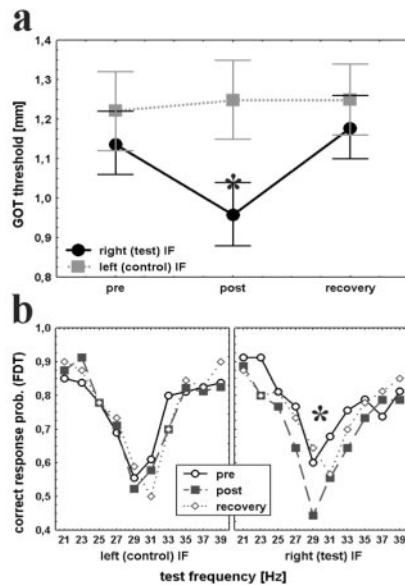 a
GOT threshold [mm]
1,4
1,3
1,2
1,1
1,0
0,9
0,8
*
right (test) IF
left (control) IF
pre post recovery
b
correct response prob. (FDT)
1,0
0,9
0,8
0,7
0,6
0,5
0,4
*
pre
post
recovery
21 23 25 27 29 31 33 35 37 39 21 23 25 27 29 31 33 35 37 39
left (control) IF right (test) IF
test frequency [Hz]